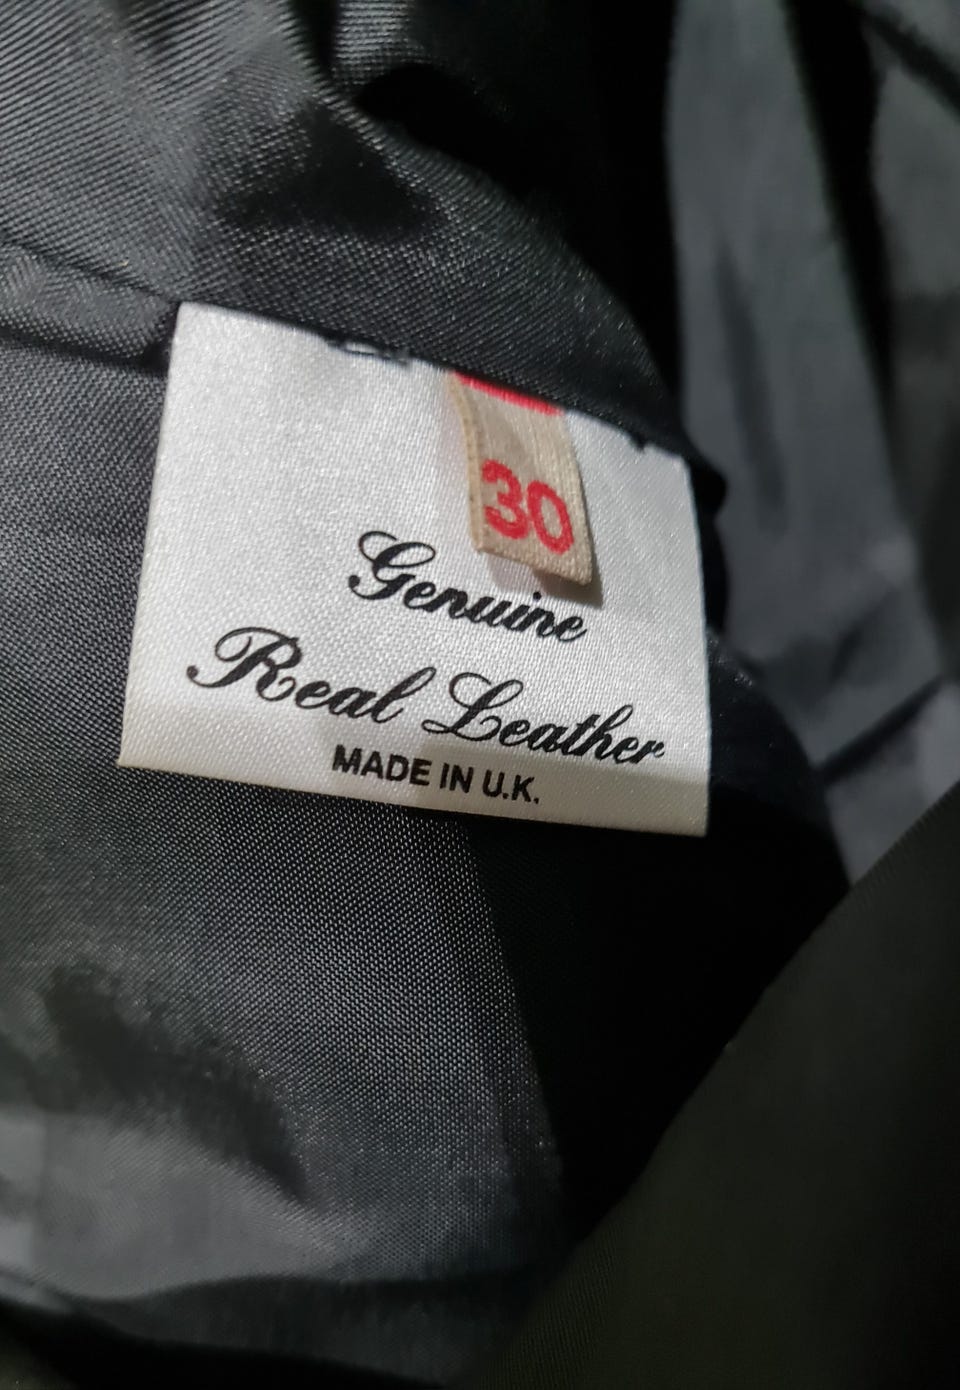 30
Genuine
Real Leather
MADE IN U.K.